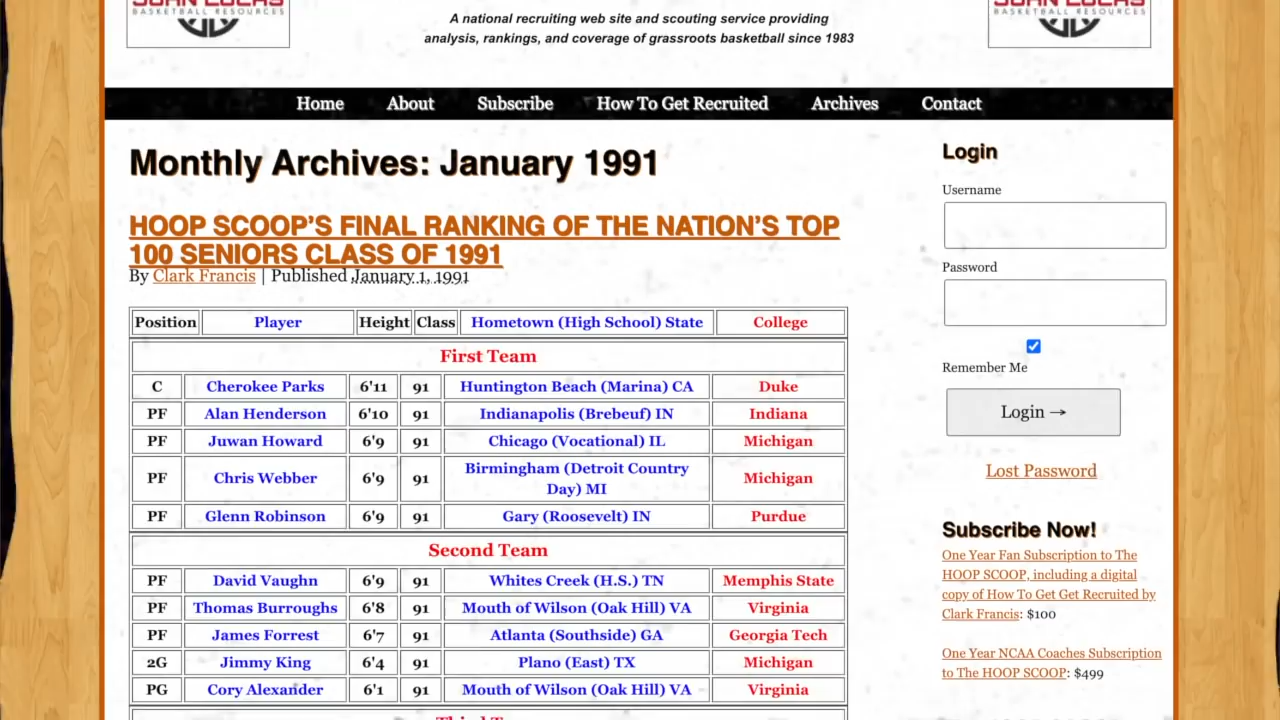 JOHN LUCAS
BASKETBALL RESOURCES
A national recruiting web site and scouting service providing
analysis, rankings, and coverage of grassroots basketball since 1983
JOHN LUCAS
BASKETBALL RESOURCES
Home About Subscribe How To Get Recruited Archives Contact
Monthly Archives: January 1991
HOOP SCOOP'S FINAL RANKING OF THE NATION'S TOP
100 SENIORS CLASS OF 1991
By Clark Francis | Published January 1, 1991
Position Player Height Class Hometown (High School) State College
First Team
C Cherokee Parks 6'11 91 Huntington Beach (Marina) CA Duke
PF Alan Henderson 6'10 91 Indianapolis (Brebeuf) IN Indiana
PF Juwan Howard 6'9 91 Chicago (Vocational) IL Michigan
PF Chris Webber 6'9 91 Birmingham (Detroit Country
Day) MI Michigan
PF Glenn Robinson 6'9 91 Gary (Roosevelt) IN Purdue
Second Team
PF David Vaughn 6'9 91 Whites Creek (H.S.) TN Memphis State
PF Thomas Burroughs 6'8 91 Mouth of Wilson (Oak Hill) VA Virginia
PF James Forrest 6'7 91 Atlanta (Southside) GA Georgia Tech
2G Jimmy King 6'4 91 Plano (East) TX Michigan
PG Cory Alexander 6'1 91 Mouth of Wilson (Oak Hill) VA Virginia
Login
Username
Password
Remember Me
Login →
Lost Password
Subscribe Now!
One Year Fan Subscription to The
HOOP SCOOP, including a digital
copy of How To Get Get Recruited by
Clark Francis: $100
One Year NCAA Coaches Subscription
to The HOOP SCOOP: $499